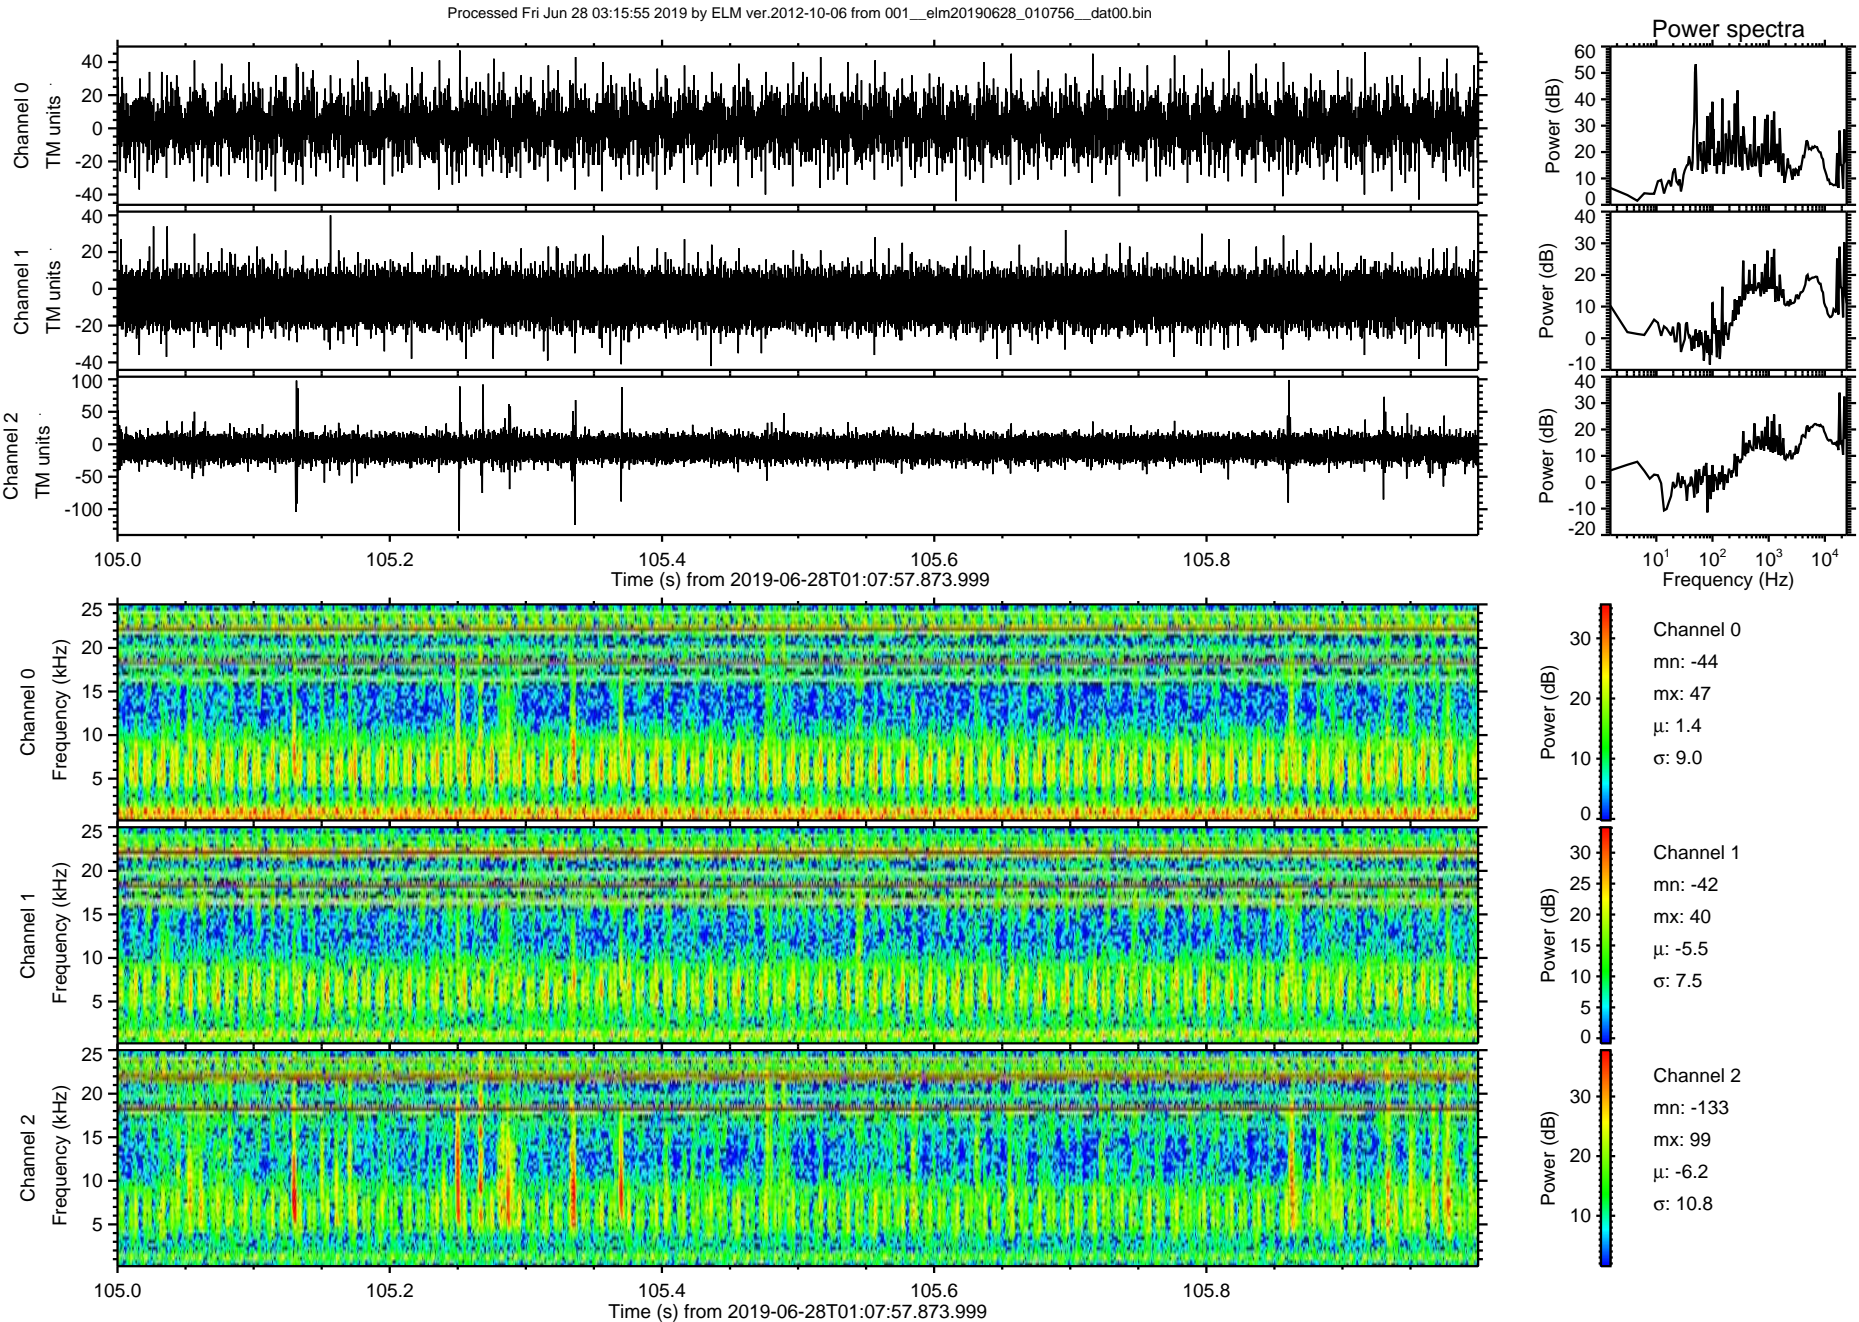 Processed Fri Jun 28 03:15:55 2019 by ELM ver.2012-10-06 from 001__elm20190628_010756__dat00.bin
Power spectra
Channel 0
TM units
40
20
0
-20
-40
Power (dB)
60
50
40
30
20
10
0
Channel 1
TM units
40
20
0
-20
-40
Power (dB)
40
30
20
10
0
-10
Channel 2
TM units
100
50
0
-50
-100
Power (dB)
40
30
20
10
0
-10
-20
105.0 105.2 105.4 105.6 105.8
Time (s) from 2019-06-28T01:07:57.873.999
10¹ 10² 10³ 10⁴
Frequency (Hz)
Channel 0
Frequency (kHz)
25
20
15
10
5
Power (dB)
30
20
10
0
Channel 0
mn: -44
mx: 47
μ: 1.4
σ: 9.0
Channel 1
Frequency (kHz)
25
20
15
10
5
Power (dB)
30
25
20
15
10
5
0
Channel 1
mn: -42
mx: 40
μ: -5.5
σ: 7.5
Channel 2
Frequency (kHz)
25
20
15
10
5
Power (dB)
30
20
10
Channel 2
mn: -133
mx: 99
μ: -6.2
σ: 10.8
105.0 105.2 105.4 105.6 105.8
Time (s) from 2019-06-28T01:07:57.873.999